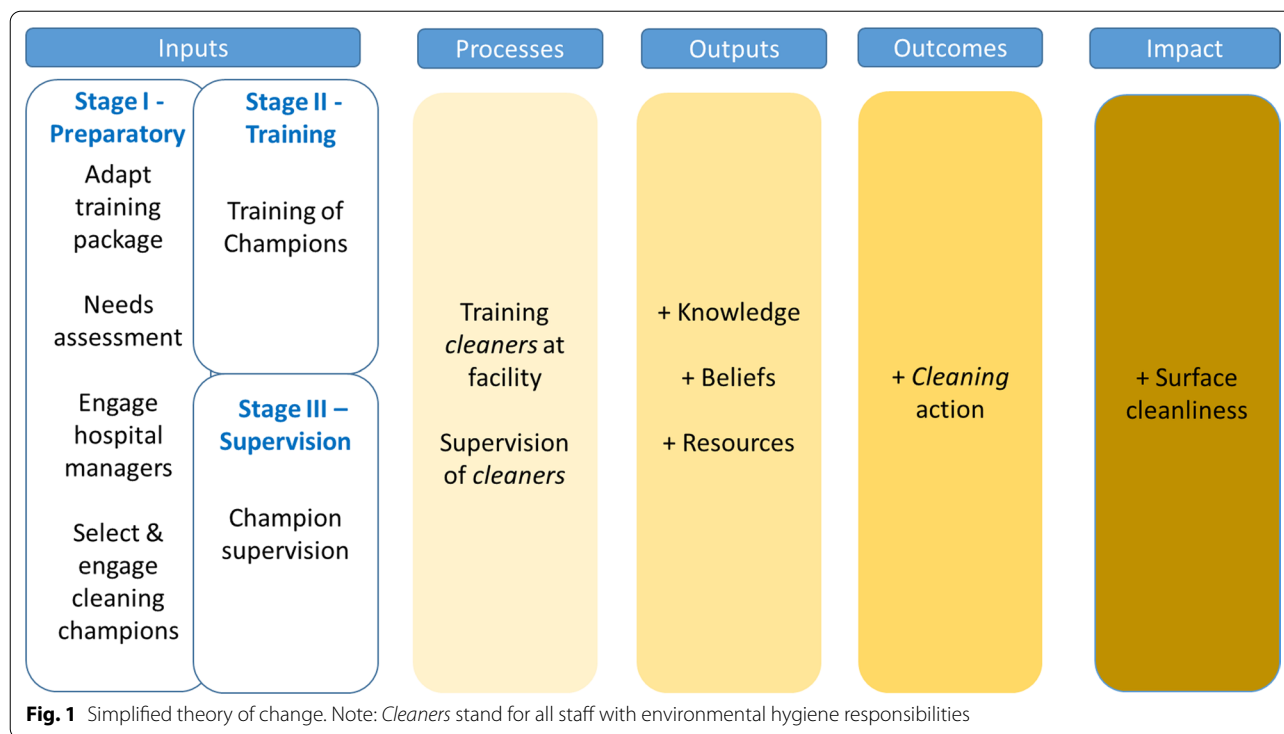 Inputs
Processes
Outputs
Outcomes
Impact
Stage I -
Preparatory
Adapt
training
package
Needs
assessment
Engage
hospital
managers
Select &
engage
cleaning
champions
Stage II -
Training
Training of
Champions
Stage III –
Supervision
Champion
supervision
Training
cleaners at
facility
Supervision
of cleaners
+ Knowledge
+ Beliefs
+ Resources
+ Cleaning
action
+ Surface
cleanliness
Fig. 1 Simplified theory of change. Note: Cleaners stand for all staff with environmental hygiene responsibilities